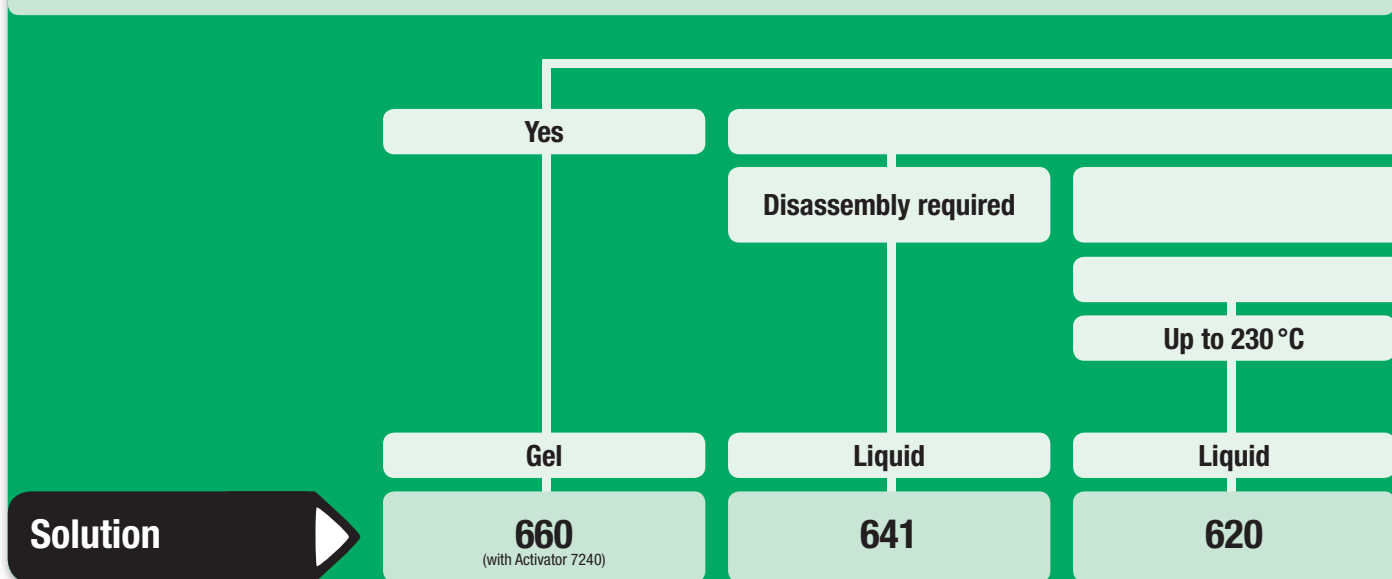 Yes
Disassembly required
Up to 230 °C
Gel
Liquid
Liquid
Solution
660
(with Activator 7240)
641
620